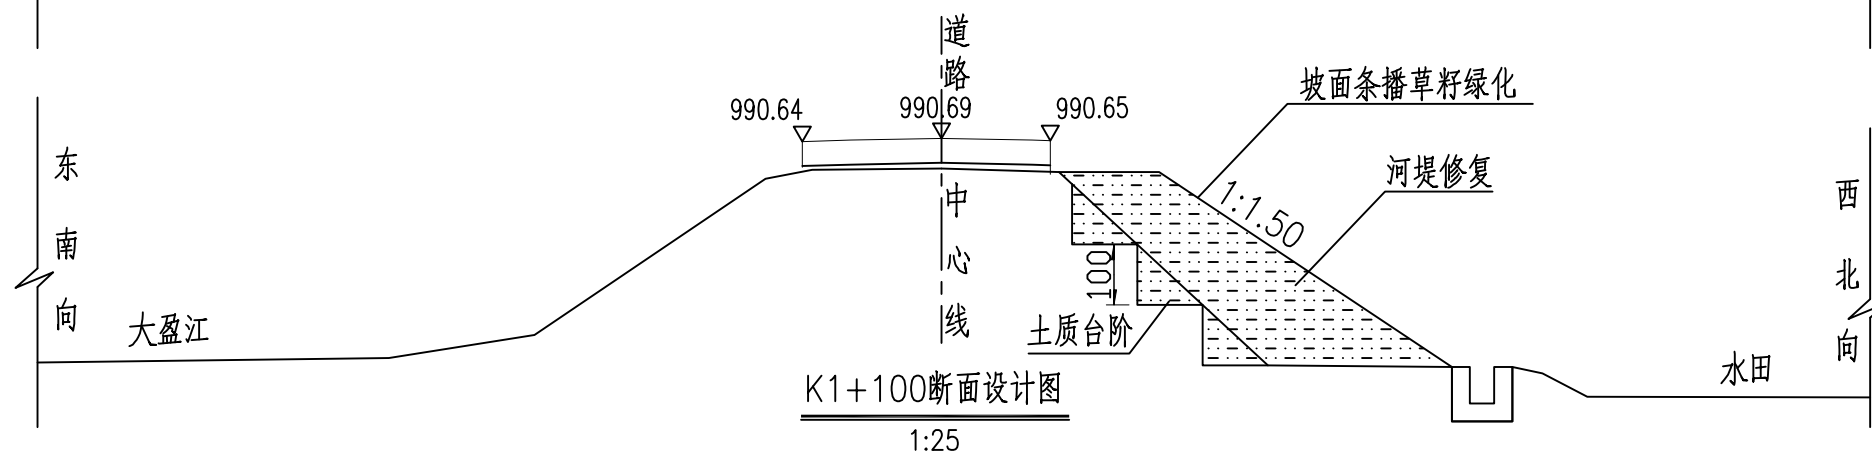 道路中心线
990.64
990.69
990.65
坡面条播草籽绿化
河堤修复
1:1.50
东南向
西北向
100
大盈江
土质台阶
水田
K1+100断面设计图
1:25